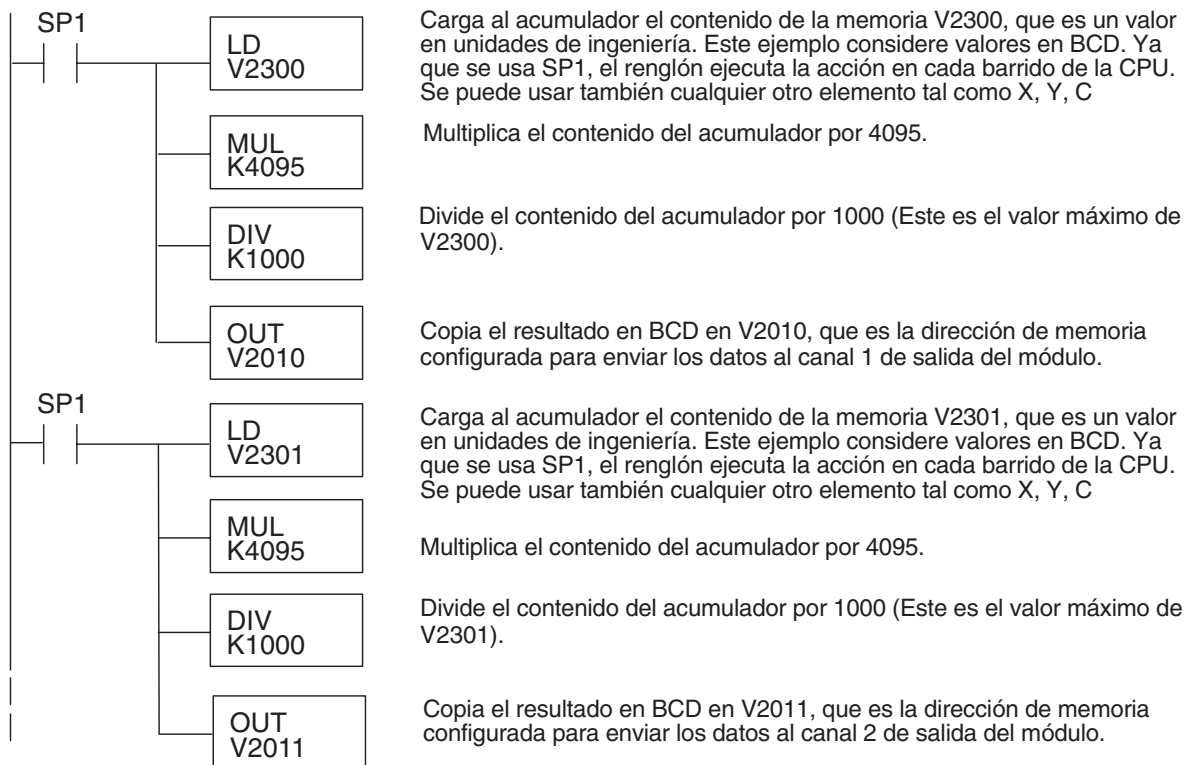 SP1
LD
V2300
Carga al acumulador el contenido de la memoria V2300, que es un valor
en unidades de ingeniería. Este ejemplo considere valores en BCD. Ya
que se usa SP1, el renglón ejecuta la acción en cada barrido de la CPU.
Se puede usar también cualquier otro elemento tal como X, Y, C
MUL
K4095
Multiplica el contenido del acumulador por 4095.
DIV
K1000
Divide el contenido del acumulador por 1000 (Este es el valor máximo de
V2300).
OUT
V2010
Copia el resultado en BCD en V2010, que es la dirección de memoria
configurada para enviar los datos al canal 1 de salida del módulo.
SP1
LD
V2301
Carga al acumulador el contenido de la memoria V2301, que es un valor
en unidades de ingeniería. Este ejemplo considere valores en BCD. Ya
que se usa SP1, el renglón ejecuta la acción en cada barrido de la CPU.
Se puede usar también cualquier otro elemento tal como X, Y, C
MUL
K4095
Multiplica el contenido del acumulador por 4095.
DIV
K1000
Divide el contenido del acumulador por 1000 (Este es el valor máximo de
V2301).
OUT
V2011
Copia el resultado en BCD en V2011, que es la dirección de memoria
configurada para enviar los datos al canal 2 de salida del módulo.